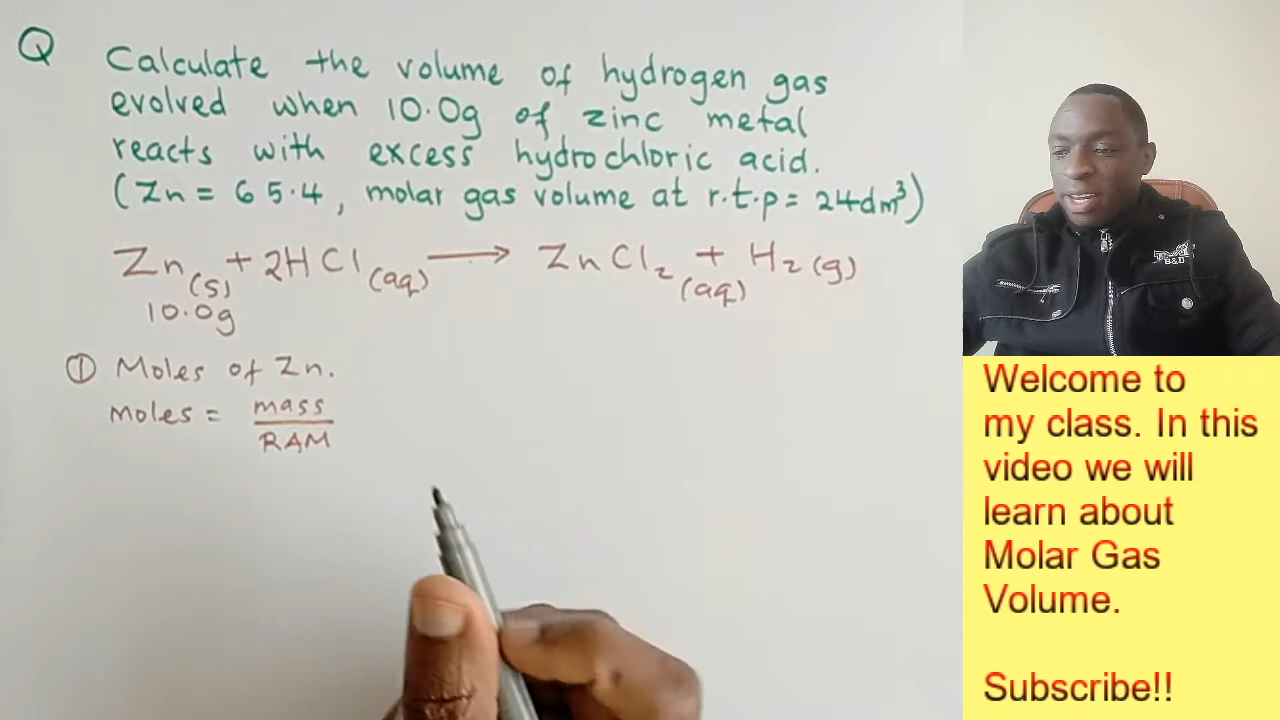 Q Calculate the volume of hydrogen gas
evolved when 10.0g of zinc metal
reacts with excess hydrochloric acid.
(Zn = 65.4, molar gas volume at r.t.p = 24dm³)
Zn(s) + 2HCl(aq) ⟶ ZnCl₂(aq) + H₂(g)
10.0g
① Moles of Zn.
Moles = mass
RAM
Welcome to
my class. In this
video we will
learn about
Molar Gas
Volume.
Subscribe!!